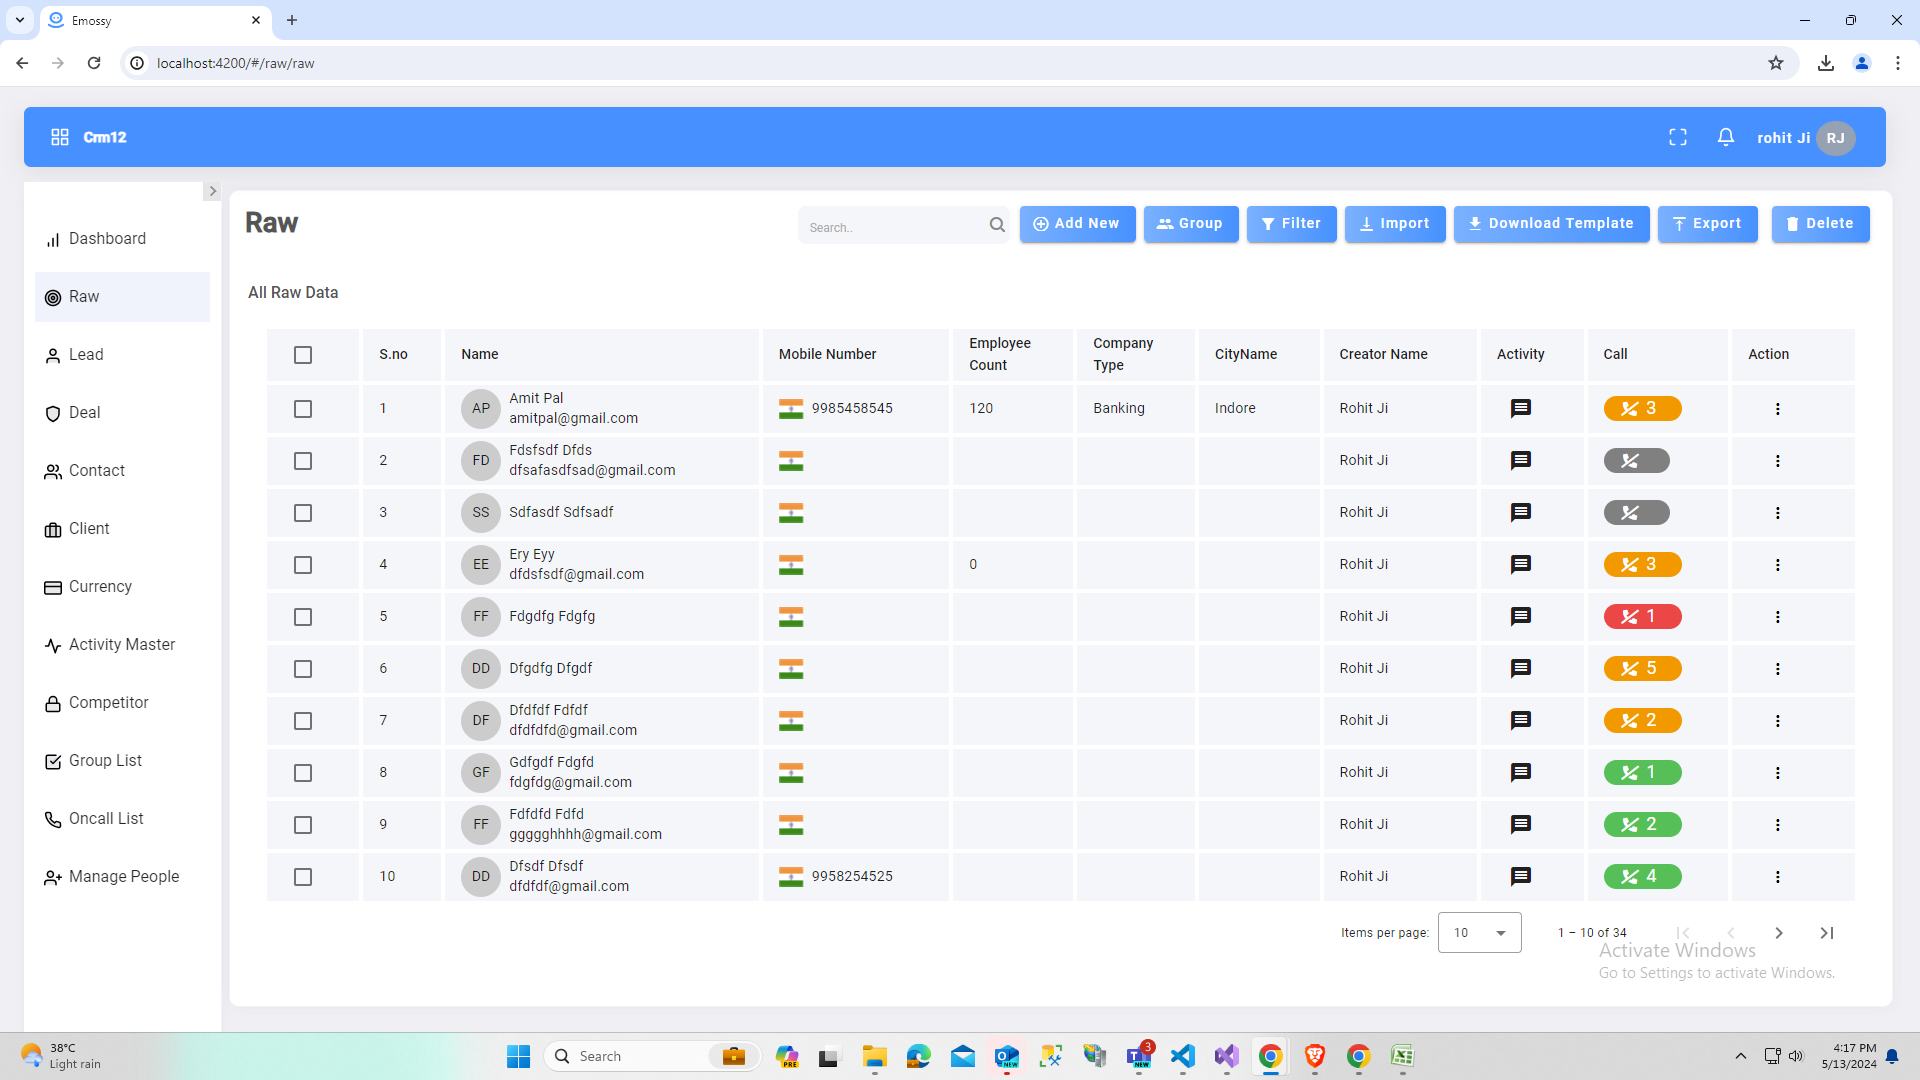 Emossy
localhost:4200/#/raw/raw
Crm12
rohit Ji RJ
Dashboard
Raw
Lead
Deal
Contact
Client
Currency
Activity Master
Competitor
Group List
Oncall List
Manage People
Raw
Search..
Add New
Group
Filter
Import
Download Template
Export
Delete
All Raw Data
S.no Name Mobile Number Employee Count Company Type CityName Creator Name Activity Call Action
1 AP Amit Pal amitpal@gmail.com 9985458545 120 Banking Indore Rohit Ji 3
2 FD Fdsfsdf Dfds dfsafasdfsad@gmail.com Rohit Ji
3 SS Sdfasdf Sdfsadf Rohit Ji
4 EE Ery Eyy dfdsfsdf@gmail.com 0 Rohit Ji 3
5 FF Fdgdfg Fdgfg Rohit Ji 1
6 DD Dfgdfg Dfgdf Rohit Ji 5
7 DF Dfdfdf Fdfdf dfdfdfd@gmail.com Rohit Ji 2
8 GF Gdfgdf Fdgfd fdgfdg@gmail.com Rohit Ji 1
9 FF Fdfdfd Fdfd gggggghhhh@gmail.com Rohit Ji 2
10 DD Dfsdf Dfsdf dfdfdf@gmail.com 9958254525 Rohit Ji 4
Items per page: 10 1 – 10 of 34
Activate Windows
Go to Settings to activate Windows.
38°C
Light rain
Search
PRE
NEW
NEW
3
4:17 PM
5/13/2024